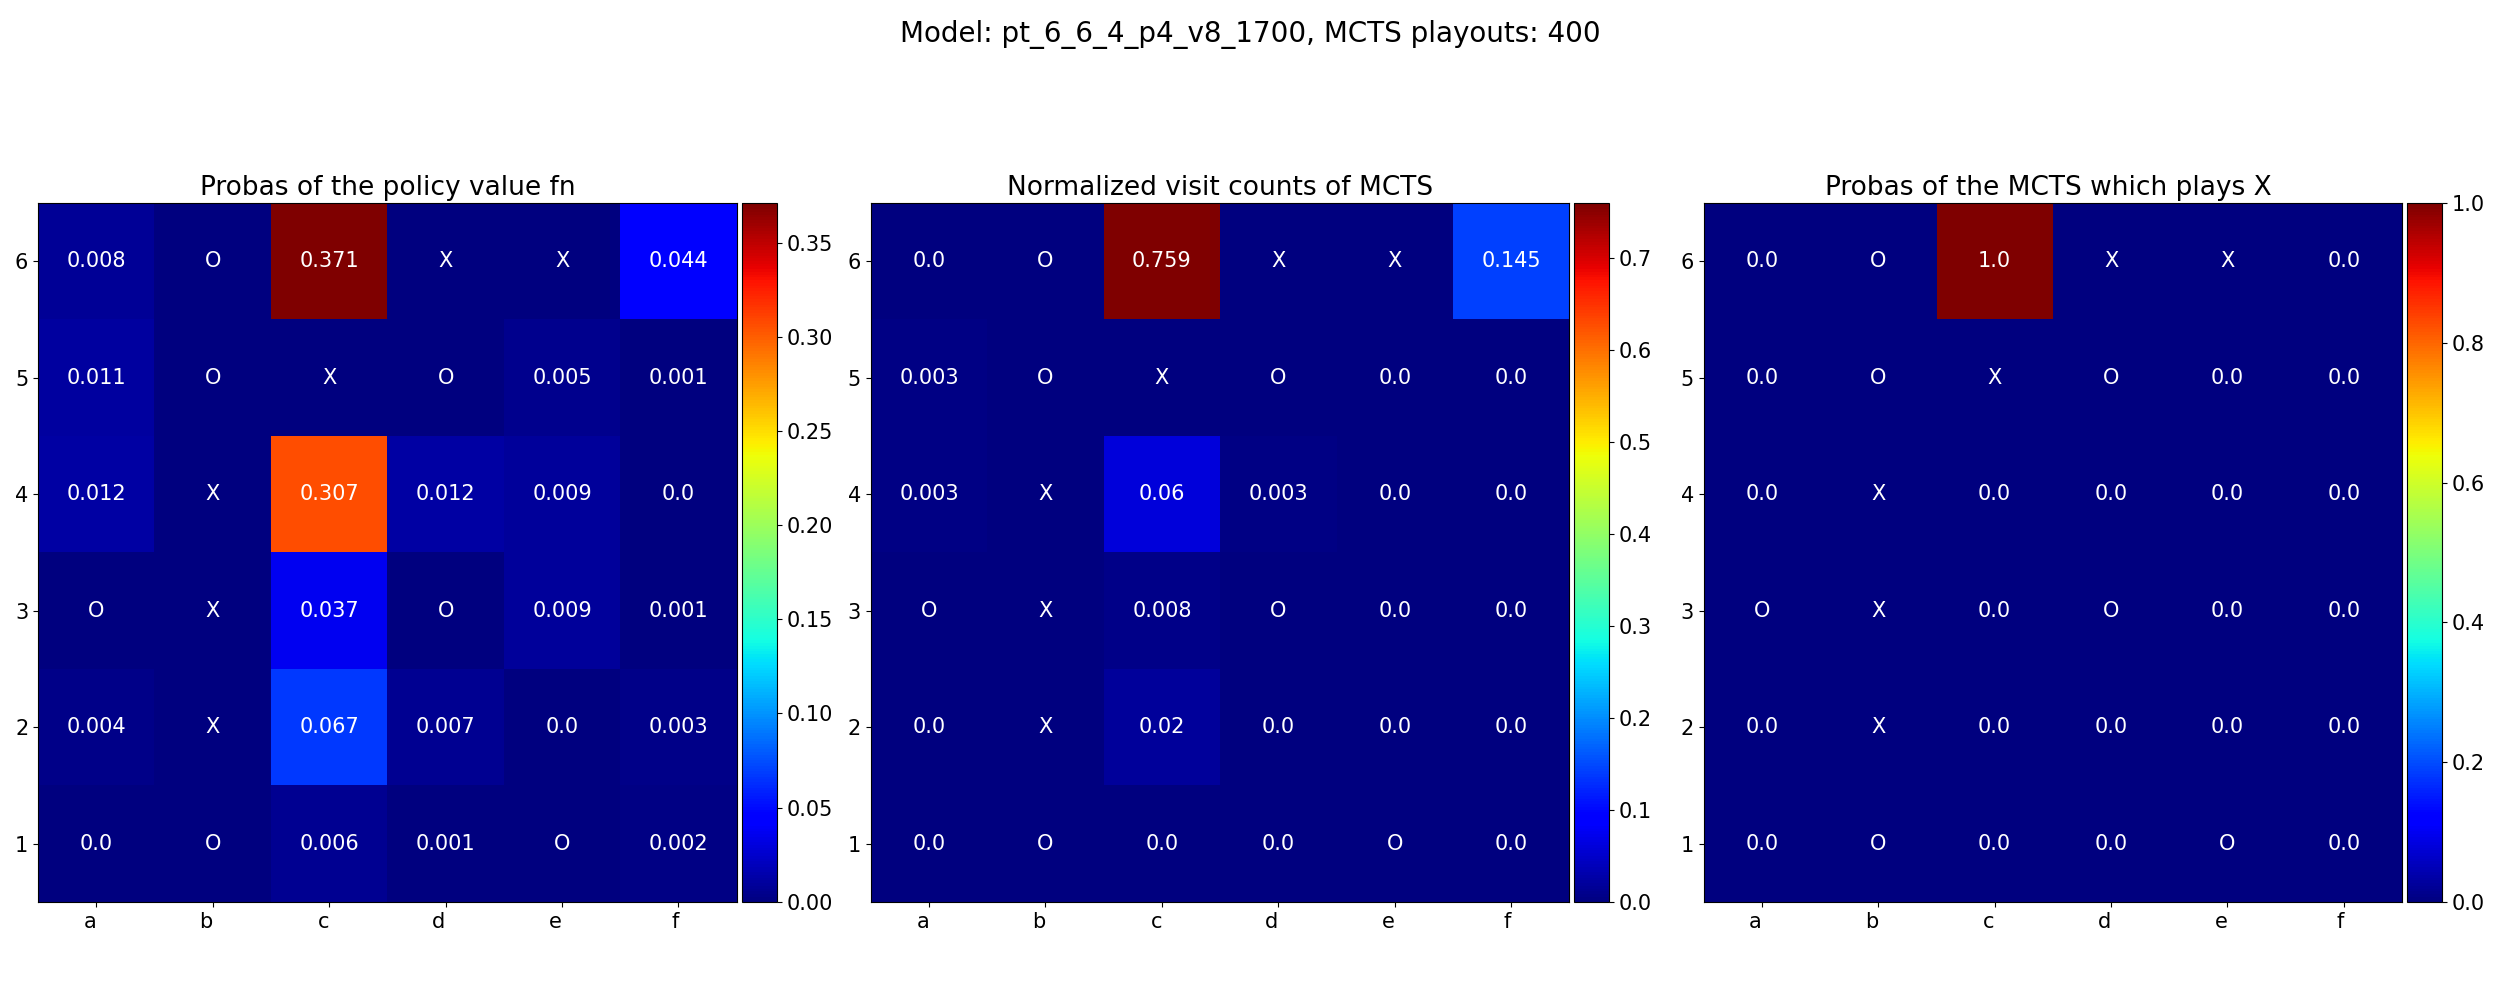 Model: pt_6_6_4_p4_v8_1700, MCTS playouts: 400
Probas of the policy value fn
6 0.008 O 0.371 X X 0.044
5 0.011 O X O 0.005 0.001
4 0.012 X 0.307 0.012 0.009 0.0
3 O X 0.037 O 0.009 0.001
2 0.004 X 0.067 0.007 0.0 0.003
1 0.0 O 0.006 0.001 O 0.002
a b c d e f
0.35
0.30
0.25
0.20
0.15
0.10
0.05
0.00
Normalized visit counts of MCTS
6 0.0 O 0.759 X X 0.145
5 0.003 O X O 0.0 0.0
4 0.003 X 0.06 0.003 0.0 0.0
3 O X 0.008 O 0.0 0.0
2 0.0 X 0.02 0.0 0.0 0.0
1 0.0 O 0.0 0.0 O 0.0
a b c d e f
0.7
0.6
0.5
0.4
0.3
0.2
0.1
0.0
Probas of the MCTS which plays X
6 0.0 O 1.0 X X 0.0
5 0.0 O X O 0.0 0.0
4 0.0 X 0.0 0.0 0.0 0.0
3 O X 0.0 O 0.0 0.0
2 0.0 X 0.0 0.0 0.0 0.0
1 0.0 O 0.0 0.0 O 0.0
a b c d e f
1.0
0.8
0.6
0.4
0.2
0.0